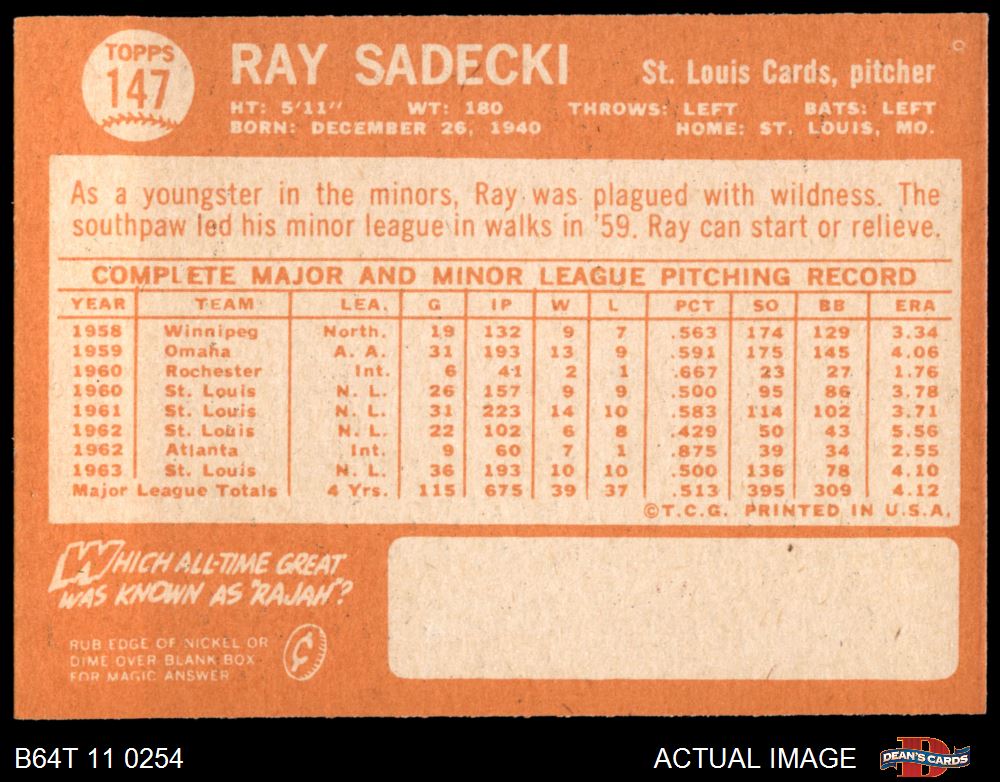 TOPPS
147
RAY SADECKI
St. Louis Cards, pitcher
HT: 5'11" WT: 180 THROWS: LEFT BATS: LEFT
BORN: DECEMBER 26, 1940 HOME: ST. LOUIS, MO.
As a youngster in the minors, Ray was plagued with wildness. The
southpaw led his minor league in walks in '59. Ray can start or relieve.
COMPLETE MAJOR AND MINOR LEAGUE PITCHING RECORD
YEAR TEAM LEA. G IP W L PCT SO BB ERA
1958 Winnipeg North. 19 132 9 7 .563 174 129 3.34
1959 Omaha A. A. 31 193 13 9 .591 175 145 4.06
1960 Rochester Int. 6 41 2 1 .667 23 27 1.76
1960 St. Louis N. L. 26 157 9 9 .500 95 86 3.78
1961 St. Louis N. L. 31 223 14 10 .583 114 102 3.71
1962 St. Louis N. L. 22 102 6 8 .429 50 43 5.56
1962 Atlanta Int. 9 60 7 1 .875 39 34 2.55
1963 St. Louis N. L. 36 193 10 10 .500 136 78 4.10
Major League Totals 4 Yrs. 115 675 39 37 .513 395 309 4.12
©T.C.G. PRINTED IN U.S.A.
WHICH ALL-TIME GREAT
WAS KNOWN AS "RAJAH"?
RUB EDGE OF NICKEL OR
DIME OVER BLANK BOX
FOR MAGIC ANSWER
¢
B64T 11 0254
ACTUAL IMAGE
DEAN'S CARDS